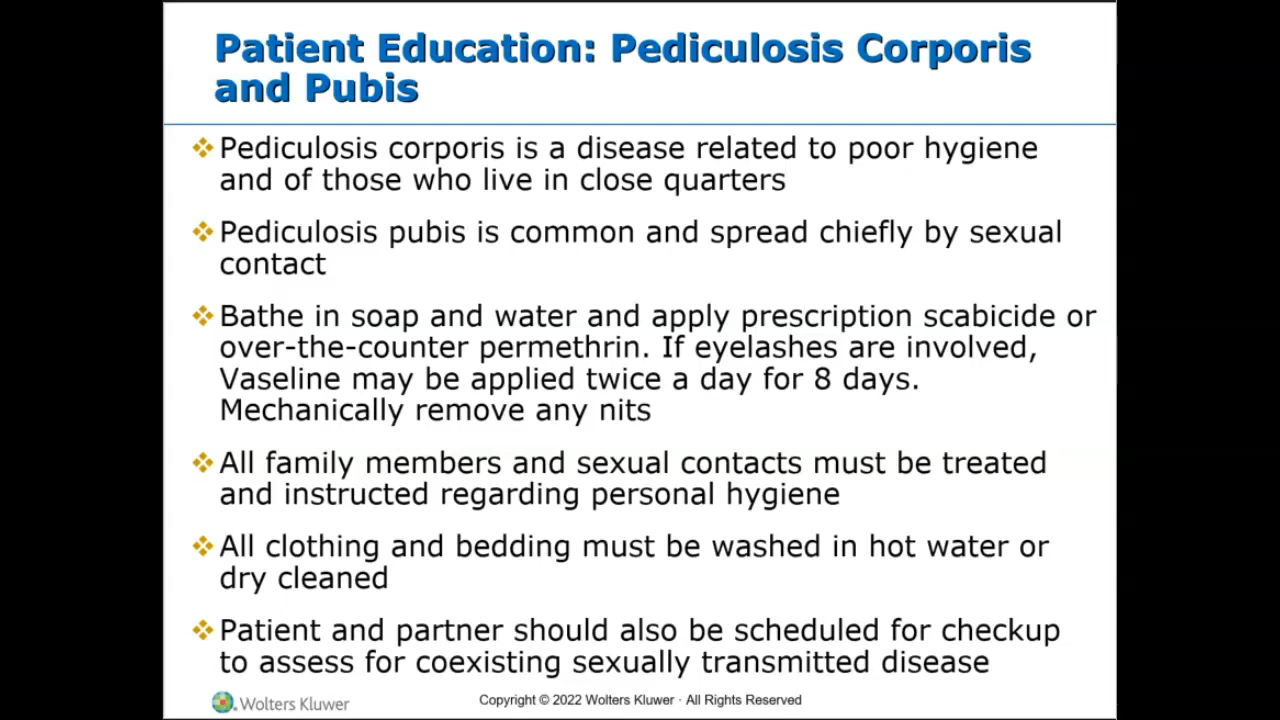 Patient Education: Pediculosis Corporis
and Pubis
Pediculosis corporis is a disease related to poor hygiene
and of those who live in close quarters
Pediculosis pubis is common and spread chiefly by sexual
contact
Bathe in soap and water and apply prescription scabicide or
over-the-counter permethrin. If eyelashes are involved,
Vaseline may be applied twice a day for 8 days.
Mechanically remove any nits
All family members and sexual contacts must be treated
and instructed regarding personal hygiene
All clothing and bedding must be washed in hot water or
dry cleaned
Patient and partner should also be scheduled for checkup
to assess for coexisting sexually transmitted disease
Wolters Kluwer
Copyright © 2022 Wolters Kluwer · All Rights Reserved